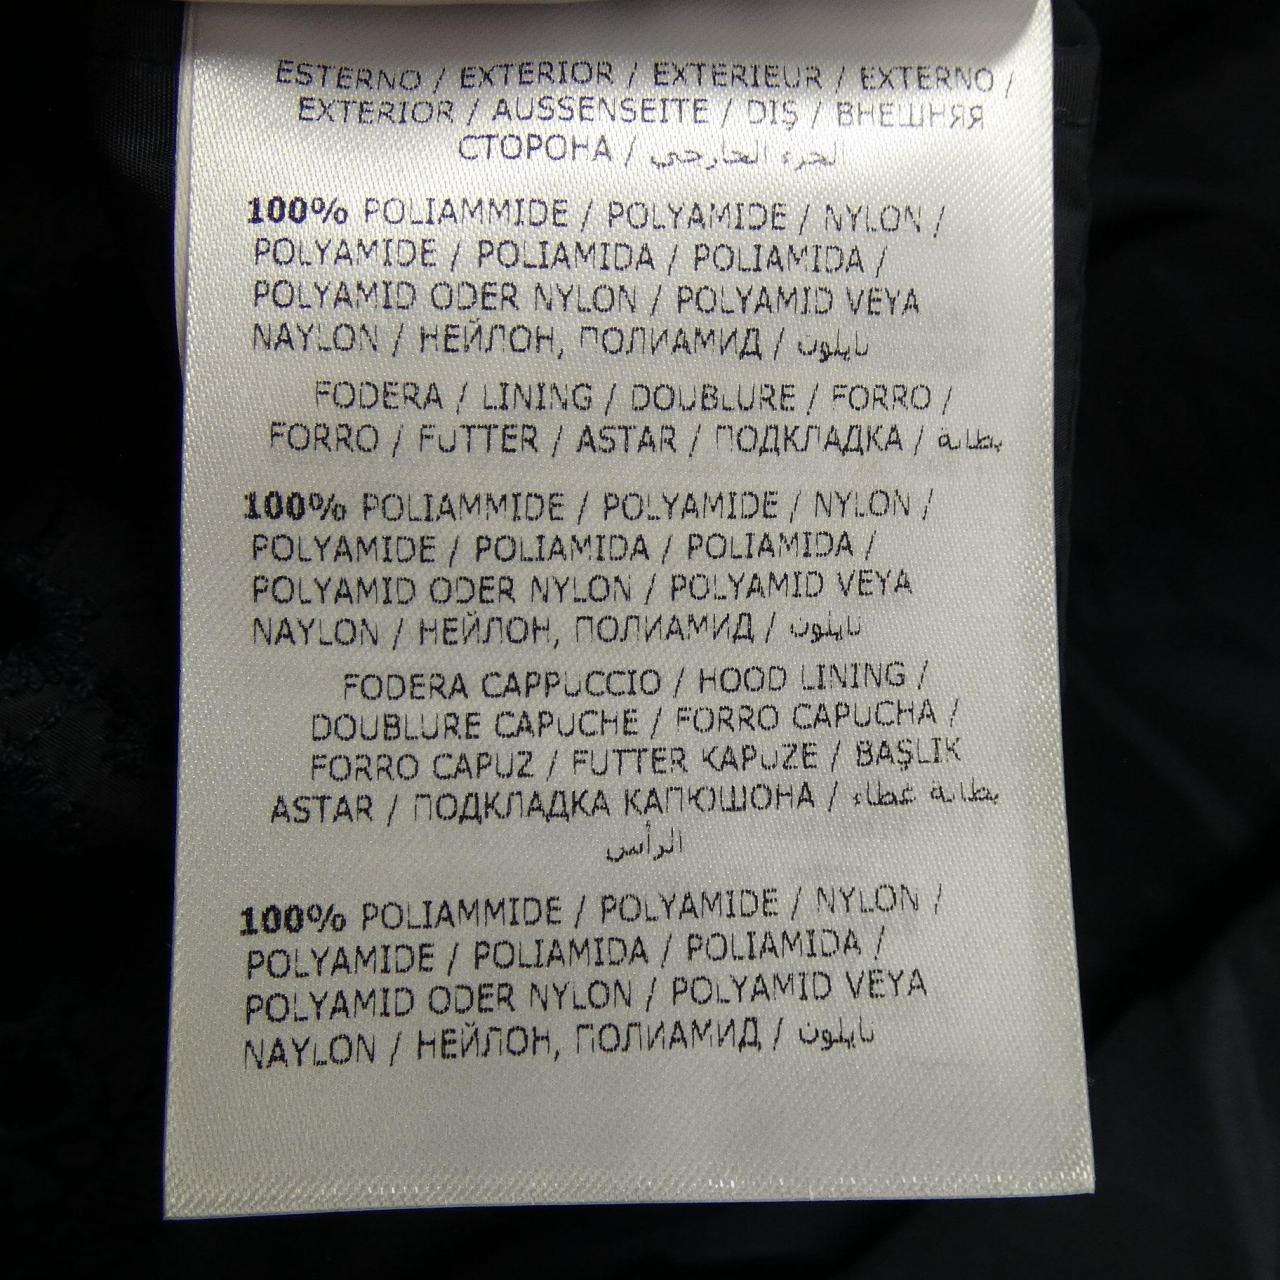 ESTERNO / EXTERIOR / EXTERIEUR / EXTERNO /
EXTERIOR / AUSSENSEITE / DIŞ / ВНЕШНЯЯ
СТОРОНА / الجزء الخارجي
100% POLIAMMIDE / POLYAMIDE / NYLON /
POLYAMIDE / POLIAMIDA / POLIAMIDA /
POLYAMID ODER NYLON / POLYAMID VEYA
NAYLON / НЕЙЛОН, ПОЛИАМИД / نايلون
FODERA / LINING / DOUBLURE / FORRO /
FORRO / FUTTER / ASTAR / ПОДКЛАДКА / بطانة
100% POLIAMMIDE / POLYAMIDE / NYLON /
POLYAMIDE / POLIAMIDA / POLIAMIDA /
POLYAMID ODER NYLON / POLYAMID VEYA
NAYLON / НЕЙЛОН, ПОЛИАМИД / نايلون
FODERA CAPPUCCIO / HOOD LINING /
DOUBLURE CAPUCHE / FORRO CAPUCHA /
FORRO CAPUZ / FUTTER KAPUZE / BAŞLIK
ASTAR / ПОДКЛАДКА КАПЮШОНА / بطانة غطاء
الرأس
100% POLIAMMIDE / POLYAMIDE / NYLON /
POLYAMIDE / POLIAMIDA / POLIAMIDA /
POLYAMID ODER NYLON / POLYAMID VEYA
NAYLON / НЕЙЛОН, ПОЛИАМИД / نايلون